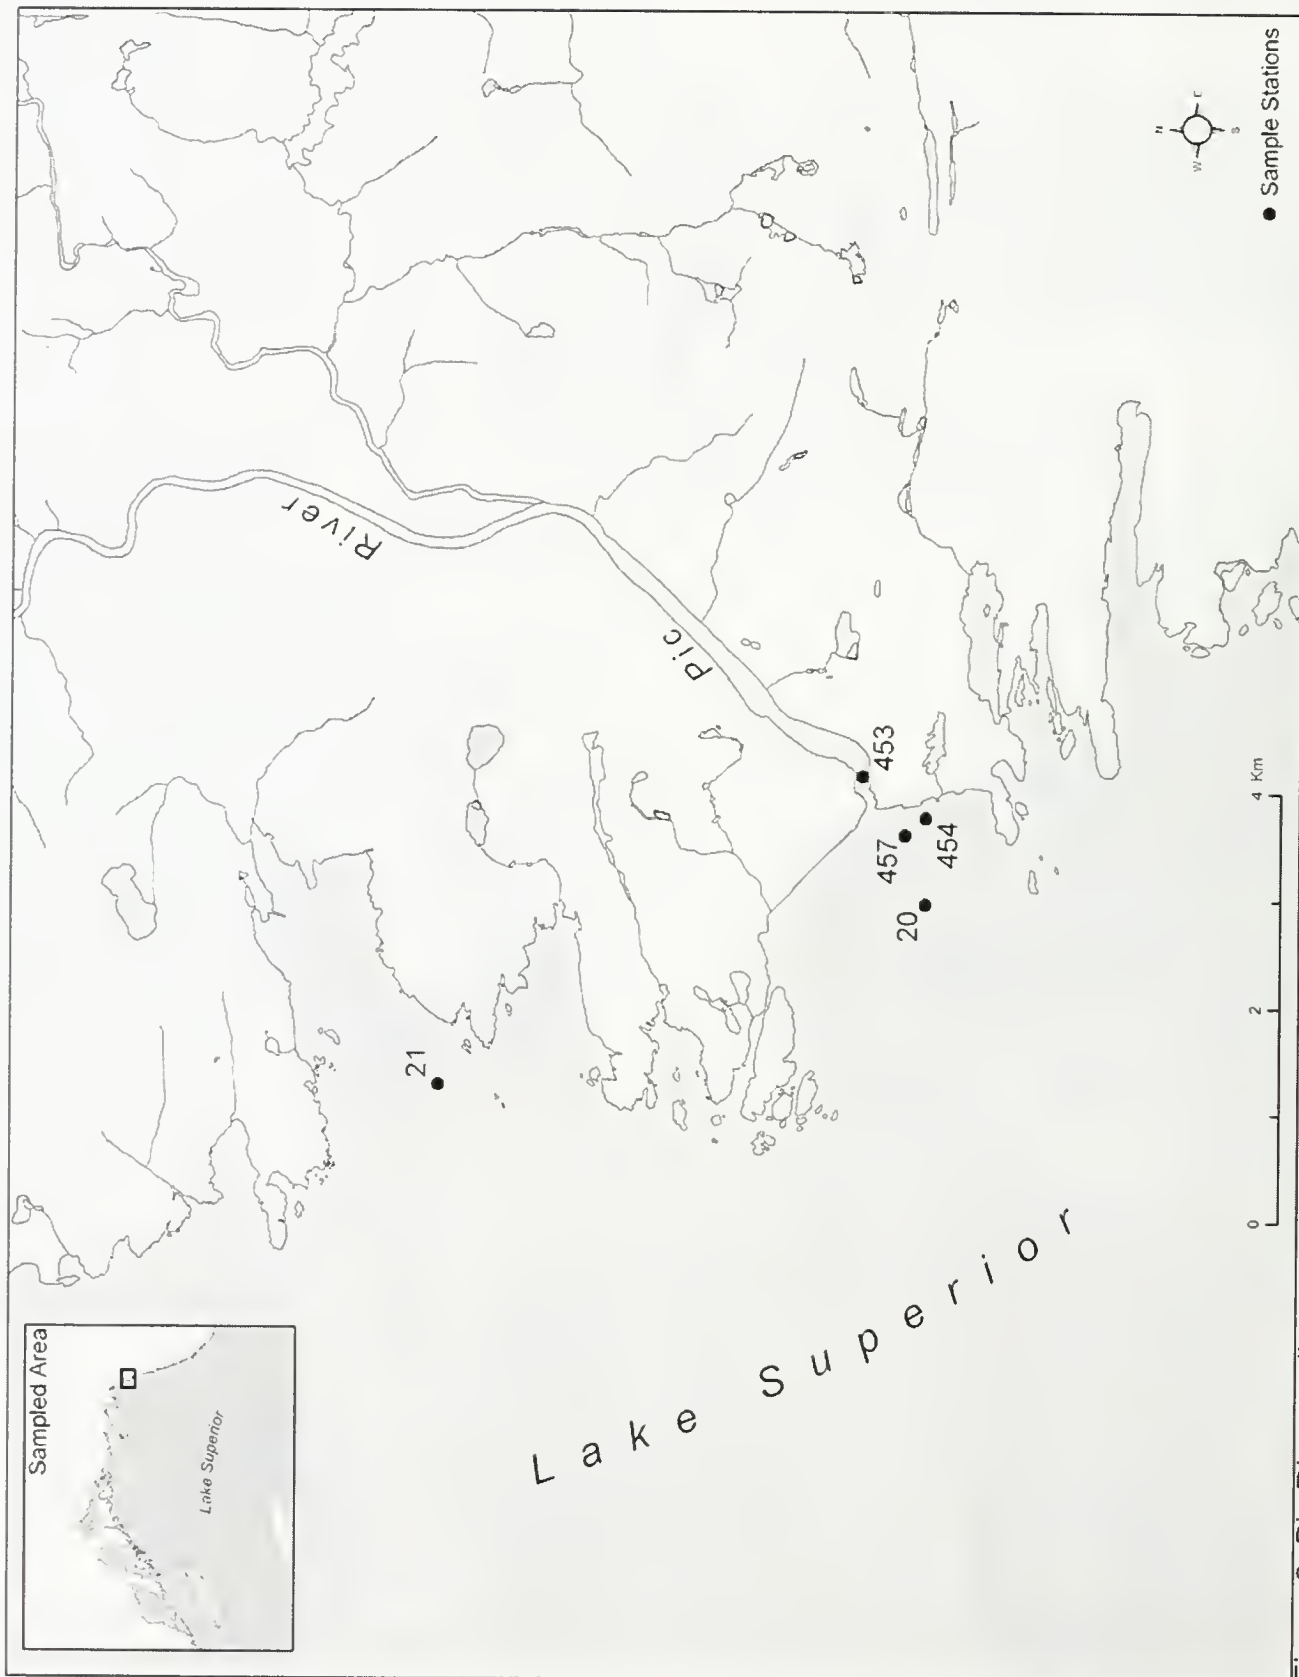 Sampled Area
Lake Superior
River
Pic
21
453
457
454
20
Lake Superior
0 2 4 Km
N
W E
S
● Sample Stations